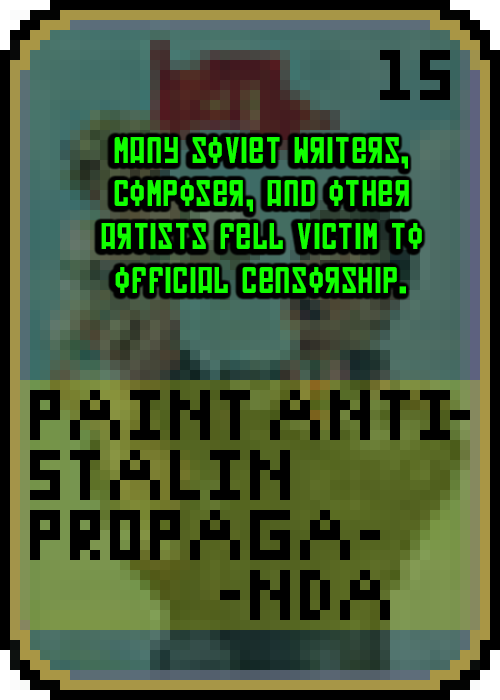 15
MANY SOVIET WRITERS,
COMPOSER, AND OTHER
ARTISTS FELL VICTIM TO
OFFICIAL CENSORSHIP.
PAINT ANTI-
STALIN
PROPAGA-
-NDA